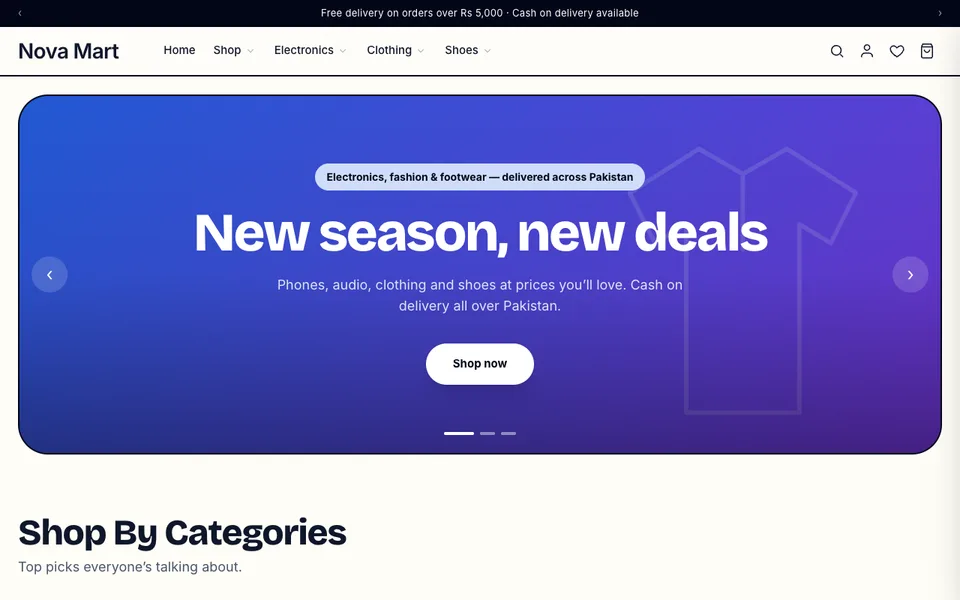 Free delivery on orders over Rs 5,000 · Cash on delivery available
Nova Mart
Home
Shop
Electronics
Clothing
Shoes
Electronics, fashion & footwear — delivered across Pakistan
New season, new deals
Phones, audio, clothing and shoes at prices you’ll love. Cash on
delivery all over Pakistan.
Shop now
Shop By Categories
Top picks everyone’s talking about.